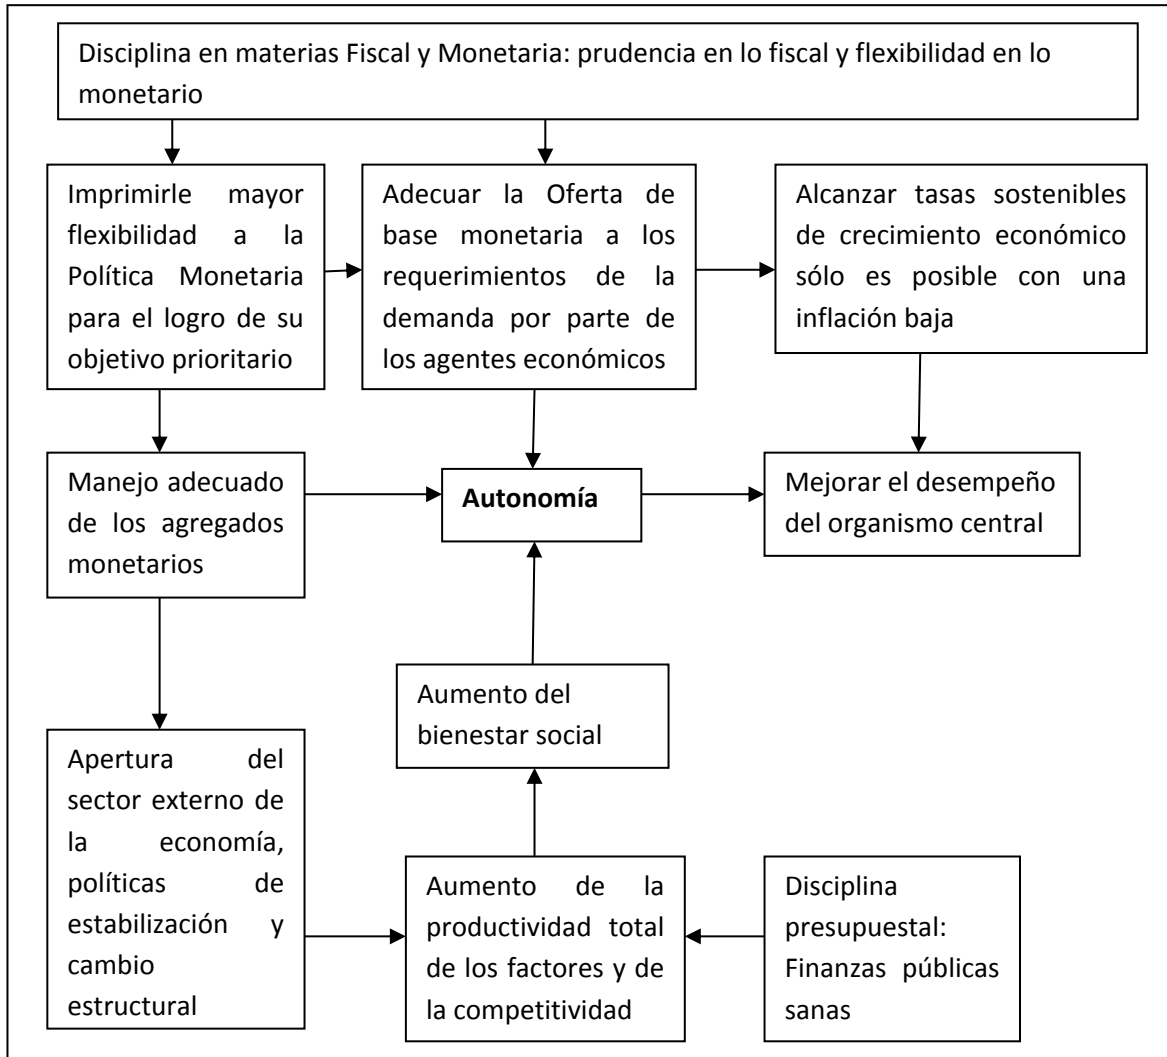 Disciplina en materias Fiscal y Monetaria: prudencia en lo fiscal y flexibilidad en lo
monetario
Imprimirle mayor
flexibilidad a la
Política Monetaria
para el logro de su
objetivo prioritario
Adecuar la Oferta de
base monetaria a los
requerimientos de la
demanda por parte de
los agentes económicos
Alcanzar tasas sostenibles
de crecimiento económico
sólo es posible con una
inflación baja
Manejo adecuado
de los agregados
monetarios
Autonomía
Mejorar el desempeño
del organismo central
Aumento del
bienestar social
Apertura del
sector externo de
la economía,
políticas de
estabilización y
cambio
estructural
Aumento de la
productividad total
de los factores y de
la competitividad
Disciplina
presupuestal:
Finanzas públicas
sanas